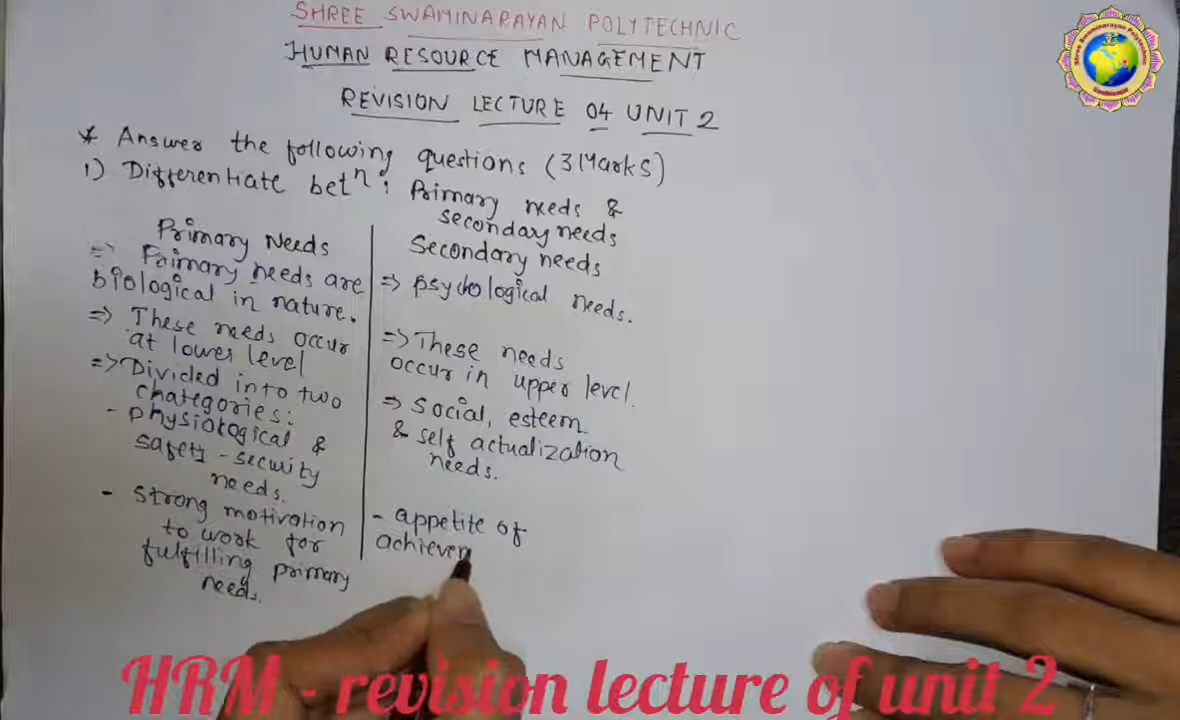 SHREE SWAMINARAYAN POLYTECHNIC
HUMAN RESOURCE MANAGEMENT
REVISION LECTURE 04 UNIT 2
* Answer the following questions (3 Marks)
1) Differentiate betn : Primary needs &
secondary needs
Primary Needs
=> Primary needs are
biological in nature.
=> These needs occur
at lower level
=> Divided into two
chategories:
- physiological &
safety - security
needs.
- strong motivation
to work for
fulfilling primary
needs.
Secondary needs
=> psychological needs.
=> These needs
occur in upper level.
=> Social, esteem
& self actualization
needs.
- appetite of
achievem
Shree Swaminarayan Polytechnic
HRM - revision lecture of unit 2